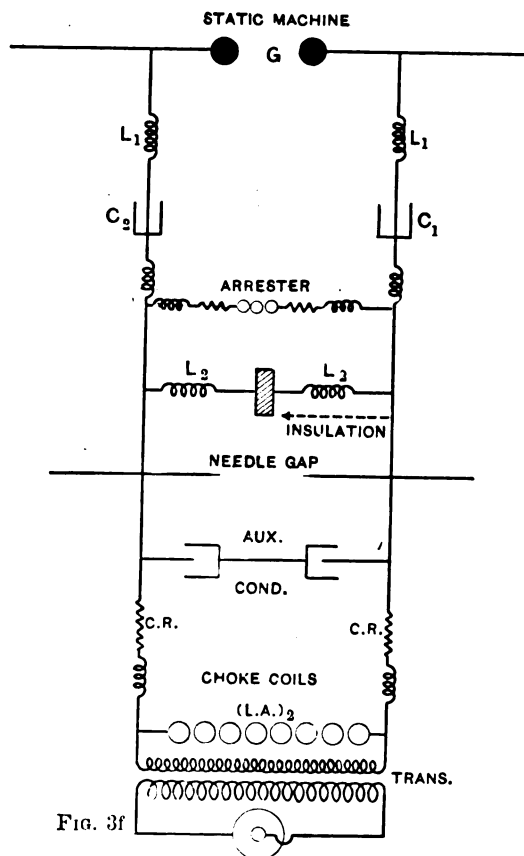 STATIC MACHINE
G
L₁
L₁
C₂
C₁
ARRESTER
L₂
L₃
INSULATION
NEEDLE GAP
AUX.
COND.
C.R.
C.R.
CHOKE COILS
(L.A.)₂
TRANS.
FIG. 3f